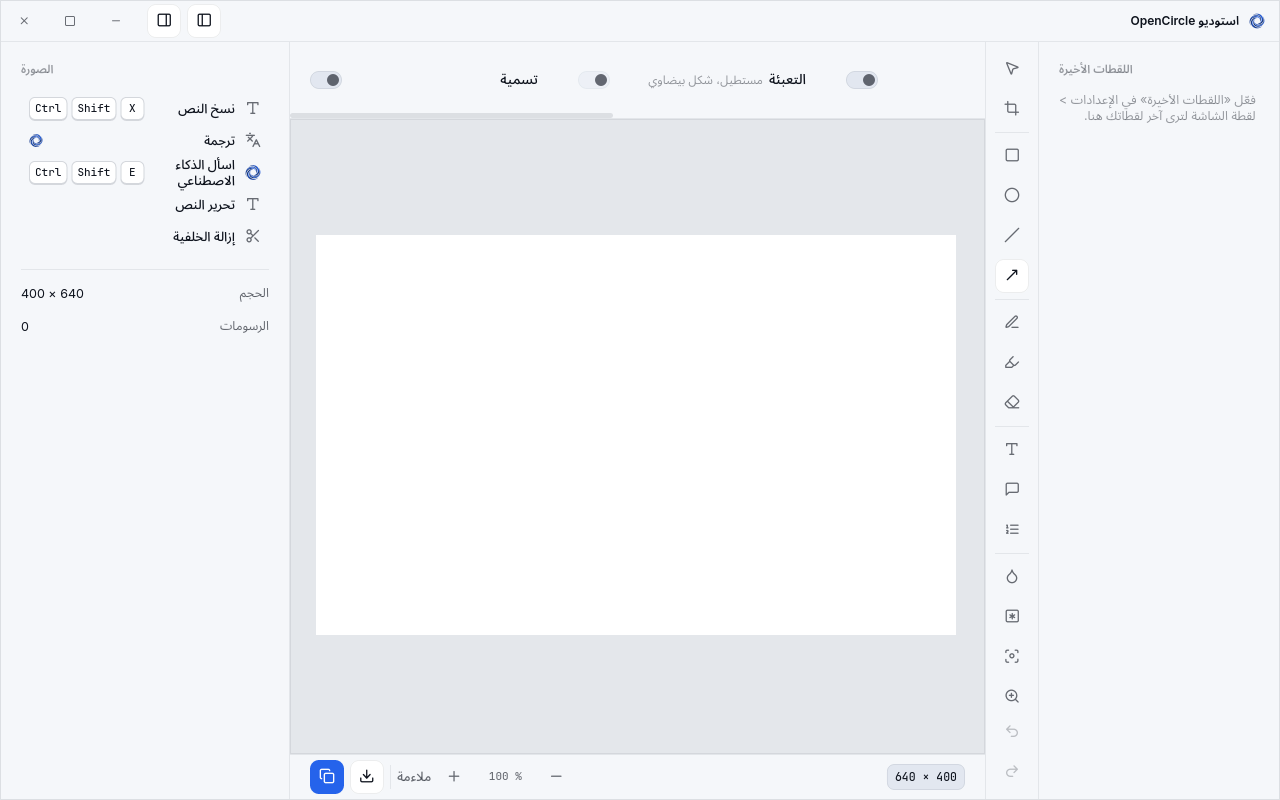 استوديو OpenCircle
اللقطات الأخيرة
فعّل «اللقطات الأخيرة» في الإعدادات >
لقطة الشاشة لترى آخر لقطاتك هنا.
التعبئة مستطيل، شكل بيضاوي
تسمية
640 × 400
100 %
ملاءمة
الصورة
نسخ النص Ctrl Shift X
ترجمة
اسأل الذكاء
الاصطناعي Ctrl Shift E
تحرير النص
إزالة الخلفية
الحجم 640 × 400
الرسومات 0